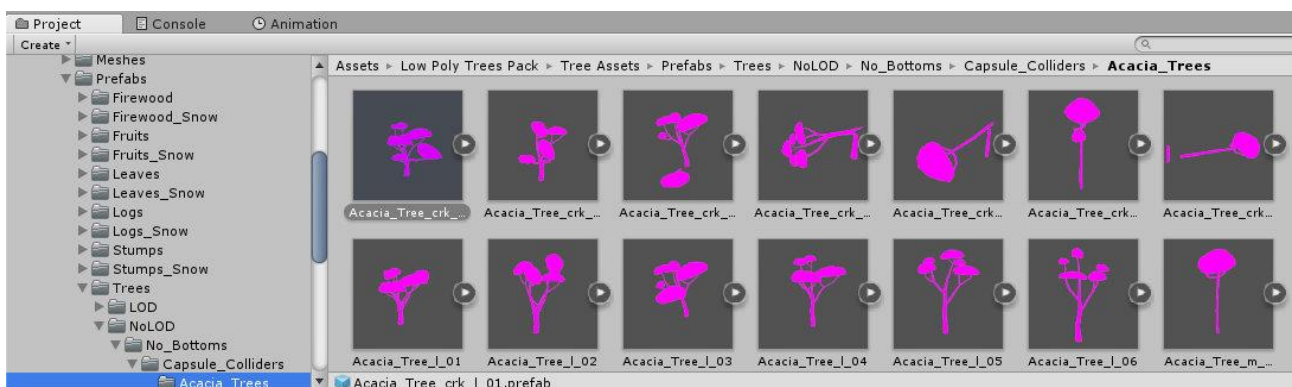 Project Console Animation
Create
Meshes
Prefabs
Firewood
Firewood_Snow
Fruits
Fruits_Snow
Leaves
Leaves_Snow
Logs
Logs_Snow
Stumps
Stumps_Snow
Trees
LOD
NoLOD
No_Bottoms
Capsule_Colliders
Acacia_Trees
Assets Low Poly Trees Pack Tree Assets Prefabs Trees NoLOD No_Bottoms Capsule_Colliders Acacia_Trees
Acacia_Tree_crk_... Acacia_Tree_crk_... Acacia_Tree_crk_... Acacia_Tree_crk_... Acacia_Tree_crk... Acacia_Tree_crk... Acacia_Tree_crk...
Acacia_Tree_l_01 Acacia_Tree_l_02 Acacia_Tree_l_03 Acacia_Tree_l_04 Acacia_Tree_l_05 Acacia_Tree_l_06 Acacia_Tree_m_...
Acacia_Tree_crk_l_01.prefab